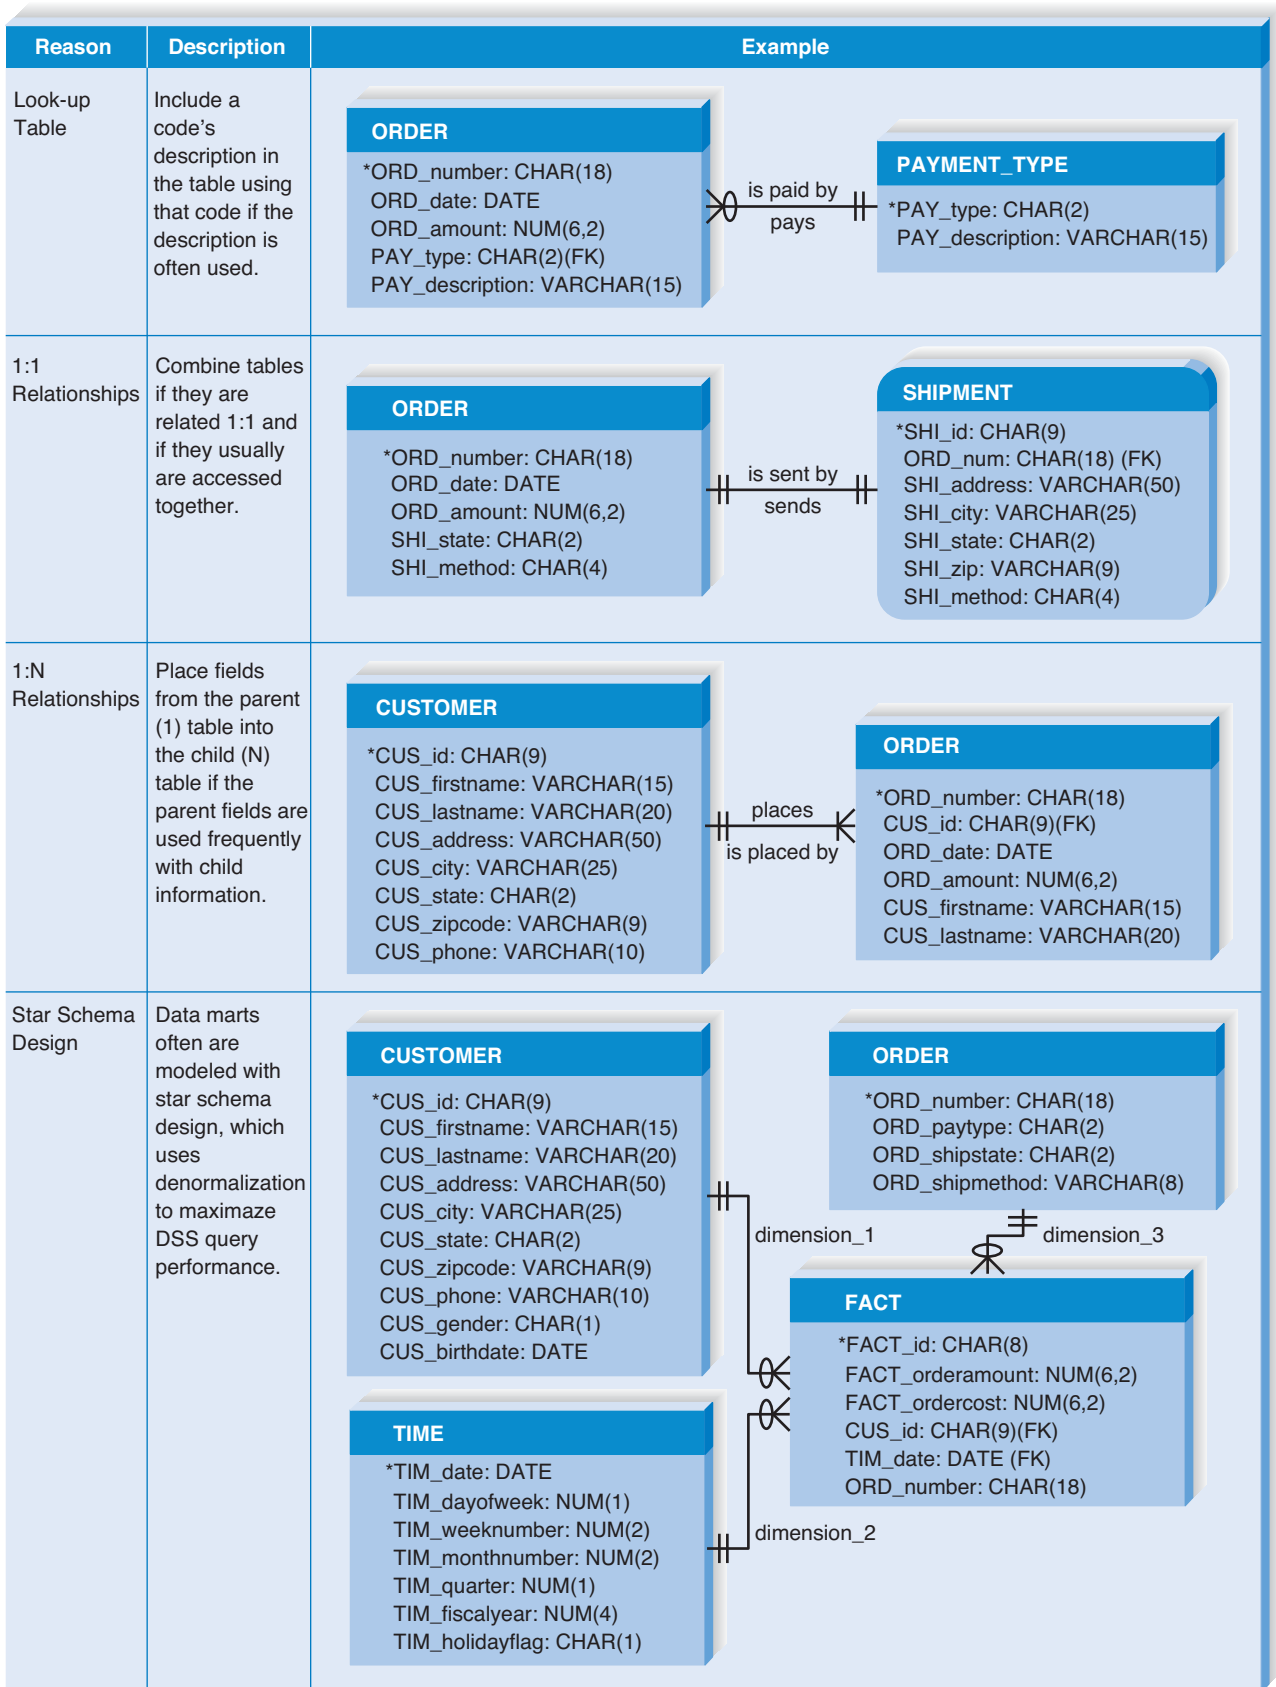 Reason
Description
Example
Look-up
Table
Include a
code's
description in
the table using
that code if the
description is
often used.
ORDER
*ORD_number: CHAR(18)
ORD_date: DATE
ORD_amount: NUM(6,2)
PAY_type: CHAR(2)(FK)
PAY_description: VARCHAR(15)
is paid by
pays
PAYMENT_TYPE
*PAY_type: CHAR(2)
PAY_description: VARCHAR(15)
1:1
Relationships
Combine tables
if they are
related 1:1 and
if they usually
are accessed
together.
ORDER
*ORD_number: CHAR(18)
ORD_date: DATE
ORD_amount: NUM(6,2)
SHI_state: CHAR(2)
SHI_method: CHAR(4)
is sent by
sends
SHIPMENT
*SHI_id: CHAR(9)
ORD_num: CHAR(18) (FK)
SHI_address: VARCHAR(50)
SHI_city: VARCHAR(25)
SHI_state: CHAR(2)
SHI_zip: VARCHAR(9)
SHI_method: CHAR(4)
1:N
Relationships
Place fields
from the parent
(1) table into
the child (N)
table if the
parent fields are
used frequently
with child
information.
CUSTOMER
*CUS_id: CHAR(9)
CUS_firstname: VARCHAR(15)
CUS_lastname: VARCHAR(20)
CUS_address: VARCHAR(50)
CUS_city: VARCHAR(25)
CUS_state: CHAR(2)
CUS_zipcode: VARCHAR(9)
CUS_phone: VARCHAR(10)
places
is placed by
ORDER
*ORD_number: CHAR(18)
CUS_id: CHAR(9)(FK)
ORD_date: DATE
ORD_amount: NUM(6,2)
CUS_firstname: VARCHAR(15)
CUS_lastname: VARCHAR(20)
Star Schema
Design
Data marts
often are
modeled with
star schema
design, which
uses
denormalization
to maximaze
DSS query
performance.
CUSTOMER
*CUS_id: CHAR(9)
CUS_firstname: VARCHAR(15)
CUS_lastname: VARCHAR(20)
CUS_address: VARCHAR(50)
CUS_city: VARCHAR(25)
CUS_state: CHAR(2)
CUS_zipcode: VARCHAR(9)
CUS_phone: VARCHAR(10)
CUS_gender: CHAR(1)
CUS_birthdate: DATE
dimension_1
ORDER
*ORD_number: CHAR(18)
ORD_paytype: CHAR(2)
ORD_shipstate: CHAR(2)
ORD_shipmethod: VARCHAR(8)
dimension_3
FACT
*FACT_id: CHAR(8)
FACT_orderamount: NUM(6,2)
FACT_ordercost: NUM(6,2)
CUS_id: CHAR(9)(FK)
TIM_date: DATE (FK)
ORD_number: CHAR(18)
TIME
*TIM_date: DATE
TIM_dayofweek: NUM(1)
TIM_weeknumber: NUM(2)
TIM_monthnumber: NUM(2)
TIM_quarter: NUM(1)
TIM_fiscalyear: NUM(4)
TIM_holidayflag: CHAR(1)
dimension_2